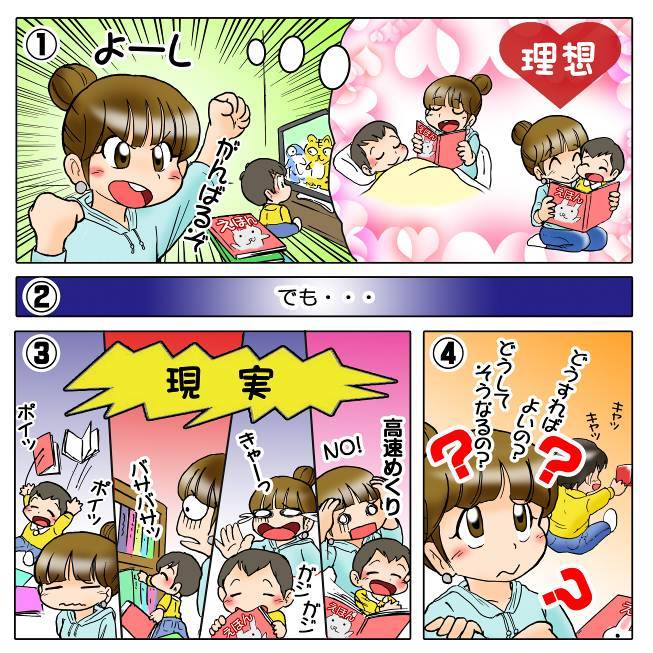 ①
よーし
がんばるぞ!
えほん
理想
えほん
えほん
②
でも・・・
③
現実
ポイッ
ポイッ
バサバサッ
きゃーっ
ガジガジ
えほん
NO!
高速めくり
④
どうすれば
よいの?
どうして
そうなるの?
?
?
?
キャッ
キャッ